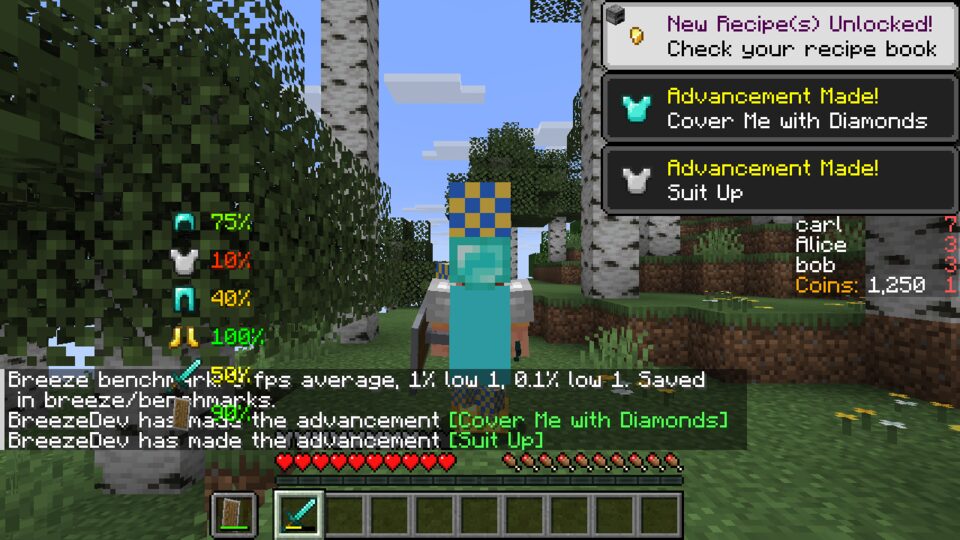 New Recipe(s) Unlocked!
Check your recipe book
Advancement Made!
Cover Me with Diamonds
Advancement Made!
Suit Up
carl 7
Alice 3
bob 3
Coins: 1,250 1
75%
10%
40%
100%
50%
90%
Breeze fps average, 1% low 1, 0.1% low 1. Saved
in breeze/benchmarks.
BreezeDev has made the advancement [Cover Me with Diamonds]
BreezeDev has made the advancement [Suit Up]